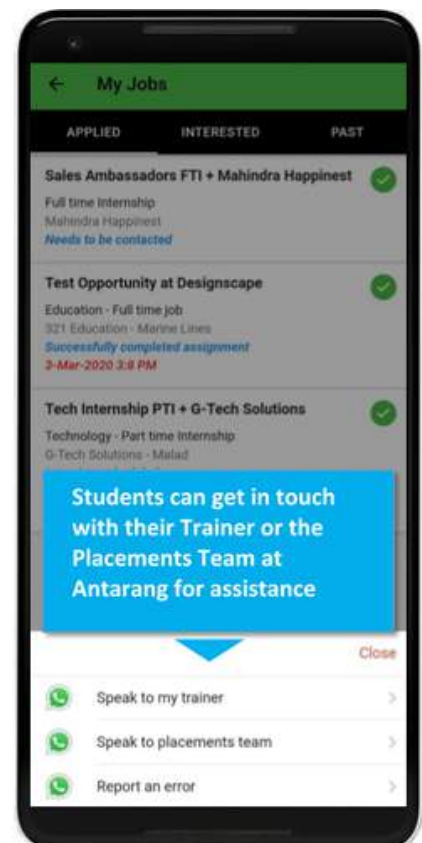 My Jobs
APPLIED INTERESTED PAST
Sales Ambassadors FTI + Mahindra Happinest
Full time Internship
Mahindra Happinest
Needs to be contacted
Test Opportunity at Designscape
Education - Full time job
321 Education - Marine Lines
Successfully completed assignment
3-Mar-2020 3:8 PM
Tech Internship PTI + G-Tech Solutions
Technology - Part time Internship
G-Tech Solutions - Malad
Students can get in touch
with their Trainer or the
Placements Team at
Antarang for assistance
Close
Speak to my trainer
Speak to placements team
Report an error